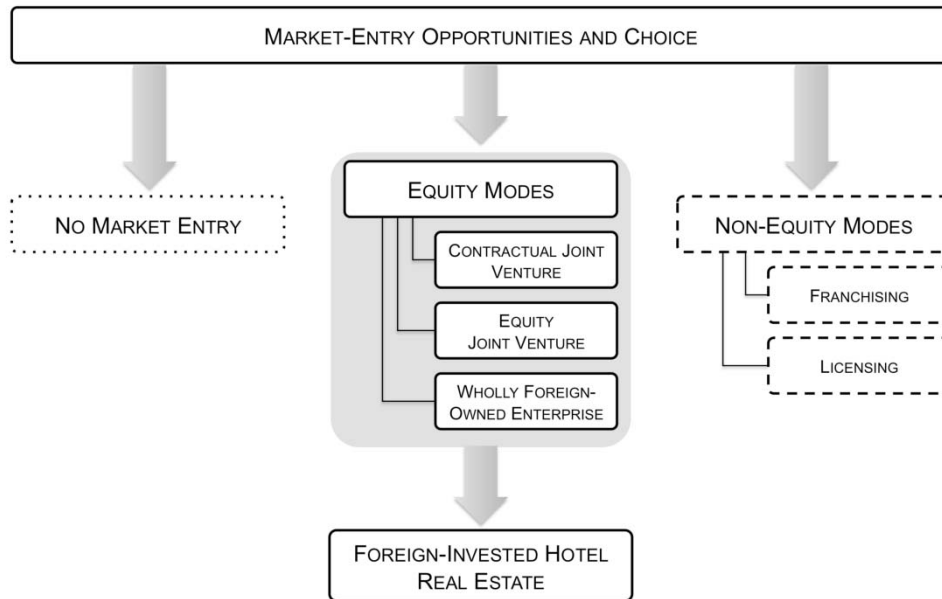 MARKET-ENTRY OPPORTUNITIES AND CHOICE
NO MARKET ENTRY
EQUITY MODES
CONTRACTUAL JOINT
VENTURE
EQUITY
JOINT VENTURE
WHOLLY FOREIGN-
OWNED ENTERPRISE
NON-EQUITY MODES
FRANCHISING
LICENSING
FOREIGN-INVESTED HOTEL
REAL ESTATE